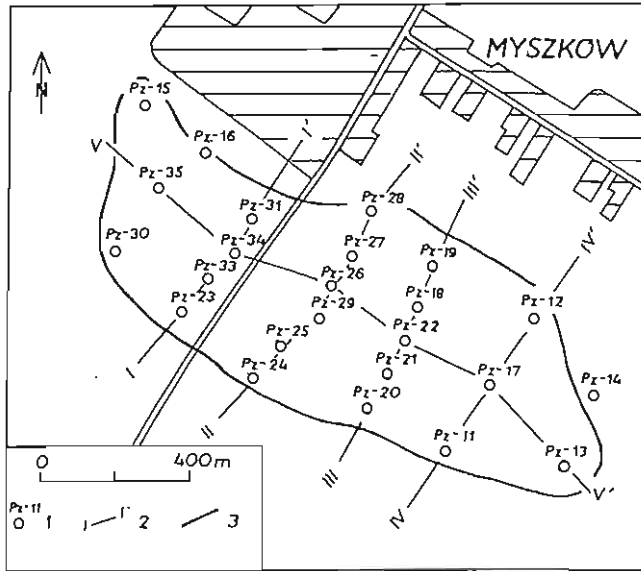 MYSZKÓW
N
Pz-15
Pz-16
I'
V
II'
Pz-35
III'
Pz-31
Pz-28
IV'
Pz-30
Pz-34
Pz-27
Pz-19
Pz-33
Pz-26
Pz-23
Pz-29
Pz-18
Pz-12
Pz-25
Pz-22
I
Pz-24
Pz-21
Pz-17
Pz-14
Pz-20
II
Pz-11
Pz-13
III
IV
V'
0 400m
Pz-11 1 I I' 2 3